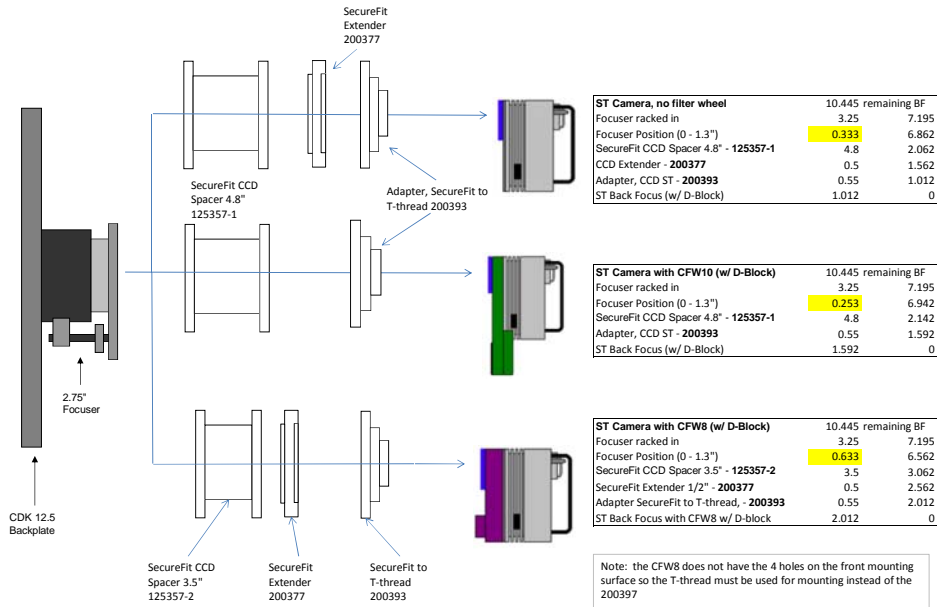 SecureFit
Extender
200377
SecureFit CCD
Spacer 4.8"
125357-1
Adapter, SecureFit to
T-thread 200393
2.75"
Focuser
CDK 12.5
Backplate
SecureFit CCD
Spacer 3.5"
125357-2
SecureFit
Extender
200377
SecureFit to
T-thread
200393
ST Camera, no filter wheel 10.445 remaining BF
Focuser racked in 3.25 7.195
Focuser Position (0 - 1.3") 0.333 6.862
SecureFit CCD Spacer 4.8" - 125357-1 4.8 2.062
CCD Extender - 200377 0.5 1.562
Adapter, CCD ST - 200393 0.55 1.012
ST Back Focus (w/ D-Block) 1.012 0
ST Camera with CFW10 (w/ D-Block) 10.445 remaining BF
Focuser racked in 3.25 7.195
Focuser Position (0 - 1.3") 0.253 6.942
SecureFit CCD Spacer 4.8" - 125357-1 4.8 2.142
Adapter, CCD ST - 200393 0.55 1.592
ST Back Focus (w/ D-Block) 1.592 0
ST Camera with CFW8 (w/ D-Block) 10.445 remaining BF
Focuser racked in 3.25 7.195
Focuser Position (0 - 1.3") 0.633 6.562
SecureFit CCD Spacer 3.5" - 125357-2 3.5 3.062
SecureFit Extender 1/2" - 200377 0.5 2.562
Adapter SecureFit to T-thread, - 200393 0.55 2.012
ST Back Focus with CFW8 w/ D-block 2.012 0
Note: the CFW8 does not have the 4 holes on the front mounting
surface so the T-thread must be used for mounting instead of the
200397